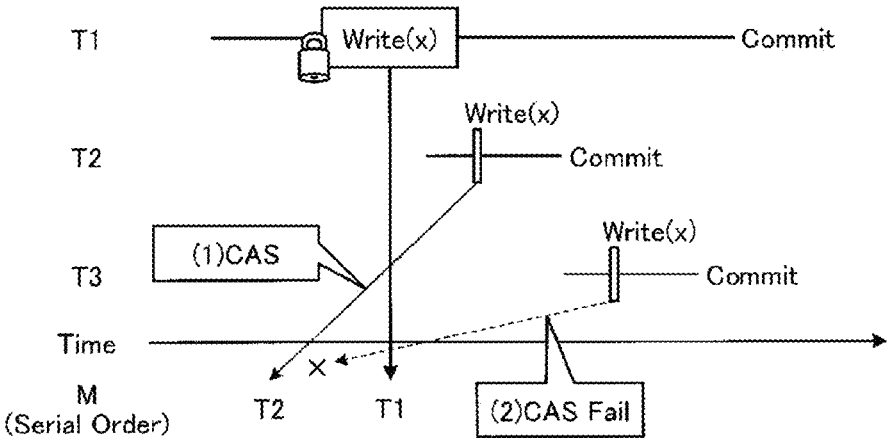 T1
Write(x)
Commit
Write(x)
T2
Commit
Write(x)
(1)CAS
T3
Commit
Time
M
(Serial Order)
T2
T1
(2)CAS Fail